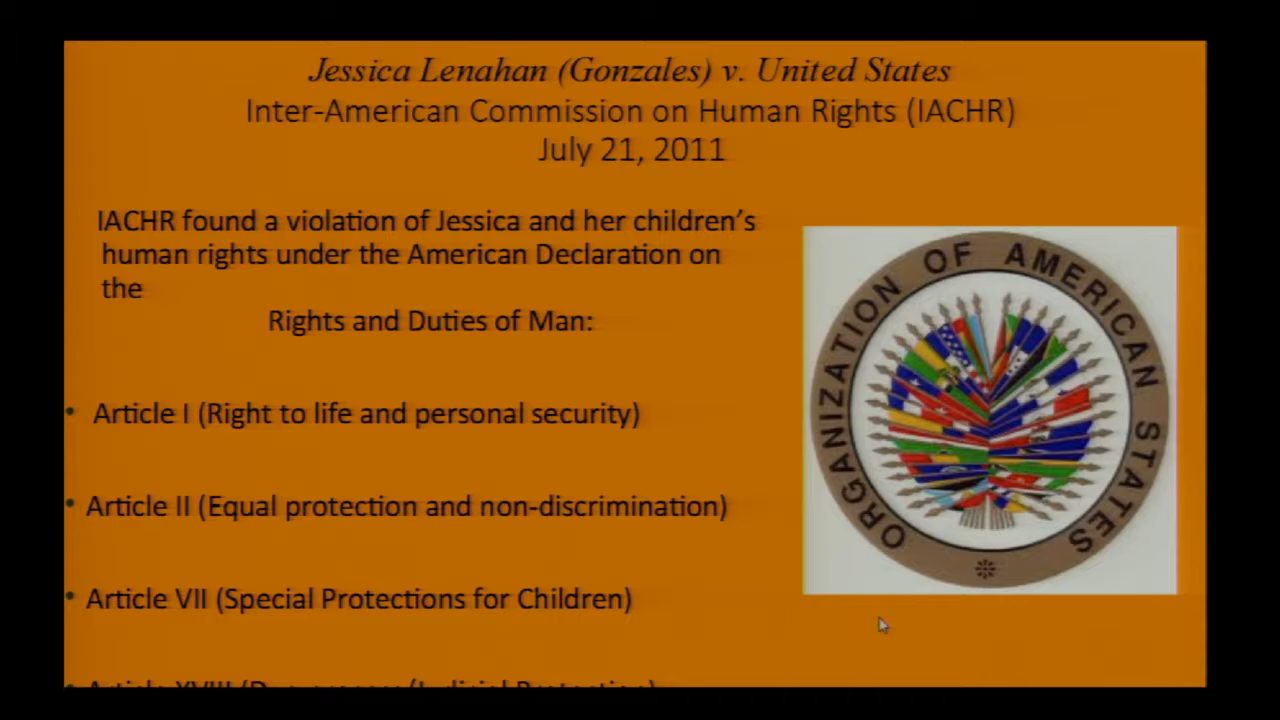 Jessica Lenahan (Gonzales) v. United States
Inter-American Commission on Human Rights (IACHR)
July 21, 2011
IACHR found a violation of Jessica and her children’s
human rights under the American Declaration on
the
Rights and Duties of Man:
• Article I (Right to life and personal security)
• Article II (Equal protection and non-discrimination)
• Article VII (Special Protections for Children)
• Article XVIII
ORGANIZATION OF AMERICAN STATES